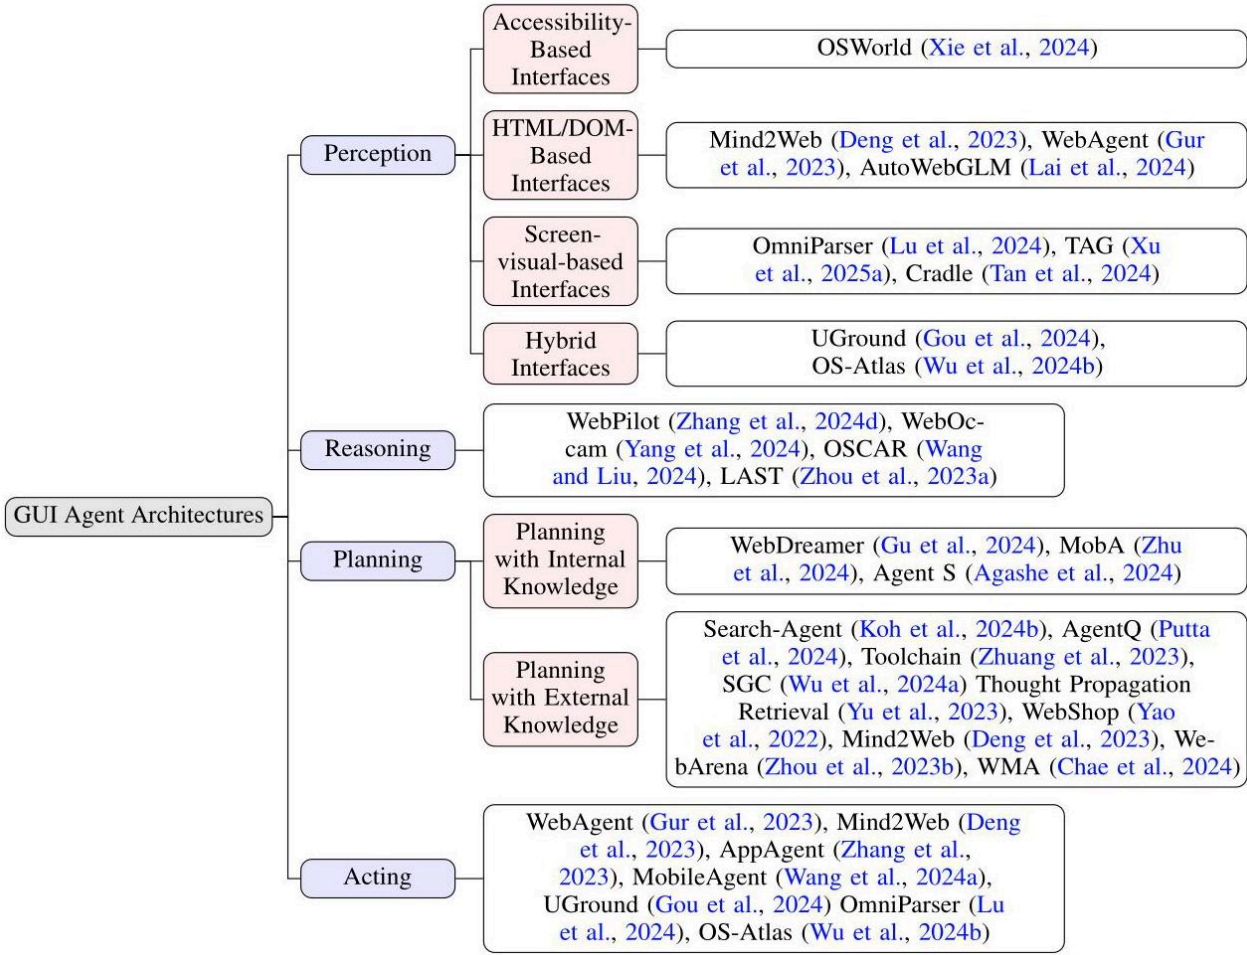 Accessibility-
Based
Interfaces
OSWorld (Xie et al., 2024)
Perception
HTML/DOM-
Based
Interfaces
Mind2Web (Deng et al., 2023), WebAgent (Gur
et al., 2023), AutoWebGLM (Lai et al., 2024)
Screen-
visual-based
Interfaces
OmniParser (Lu et al., 2024), TAG (Xu
et al., 2025a), Cradle (Tan et al., 2024)
Hybrid
Interfaces
UGround (Gou et al., 2024),
OS-Atlas (Wu et al., 2024b)
Reasoning
WebPilot (Zhang et al., 2024d), WebOc-
cam (Yang et al., 2024), OSCAR (Wang
and Liu, 2024), LAST (Zhou et al., 2023a)
GUI Agent Architectures
Planning
Planning
with Internal
Knowledge
WebDreamer (Gu et al., 2024), MobA (Zhu
et al., 2024), Agent S (Agashe et al., 2024)
Planning
with External
Knowledge
Search-Agent (Koh et al., 2024b), AgentQ (Putta
et al., 2024), Toolchain (Zhuang et al., 2023),
SGC (Wu et al., 2024a) Thought Propagation
Retrieval (Yu et al., 2023), WebShop (Yao
et al., 2022), Mind2Web (Deng et al., 2023), We-
bArena (Zhou et al., 2023b), WMA (Chae et al., 2024)
Acting
WebAgent (Gur et al., 2023), Mind2Web (Deng
et al., 2023), AppAgent (Zhang et al.,
2023), MobileAgent (Wang et al., 2024a),
UGround (Gou et al., 2024) OmniParser (Lu
et al., 2024), OS-Atlas (Wu et al., 2024b)